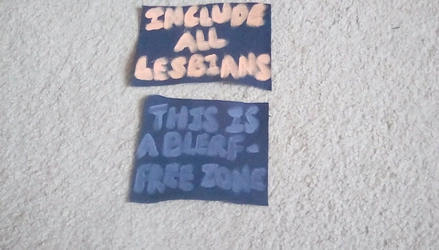 INCLUDE
ALL
LESBIANS
THIS IS
A BLERF-
FREE ZONE